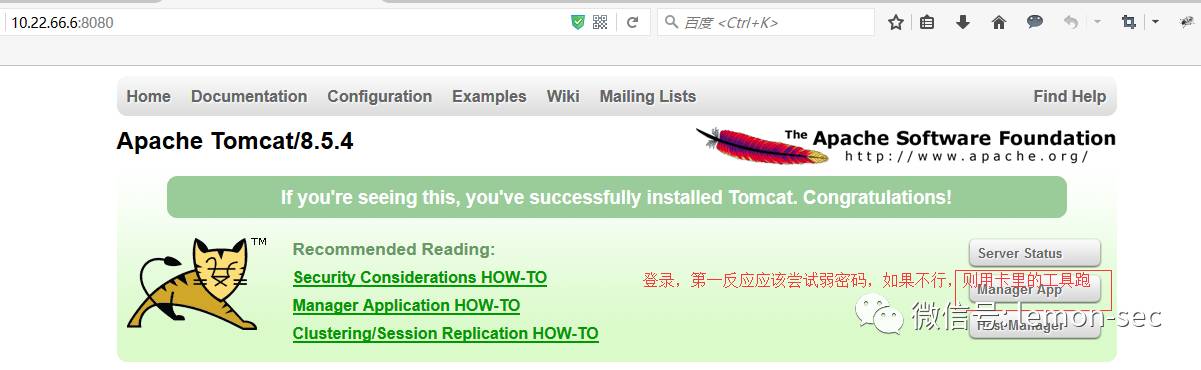 10.22.66.6:8080
百度 <Ctrl+K>
Home Documentation Configuration Examples Wiki Mailing Lists Find Help
Apache Tomcat/8.5.4
The Apache Software Foundation
http://www.apache.org/
If you're seeing this, you've successfully installed Tomcat. Congratulations!
TM
Recommended Reading:
Security Considerations HOW-TO
Manager Application HOW-TO
Clustering/Session Replication HOW-TO
Server Status
登录，第一反应应该尝试弱密码，如果不行，则用卡里的工具跑
Manager App
Host Manager
微信号: lemon-sec